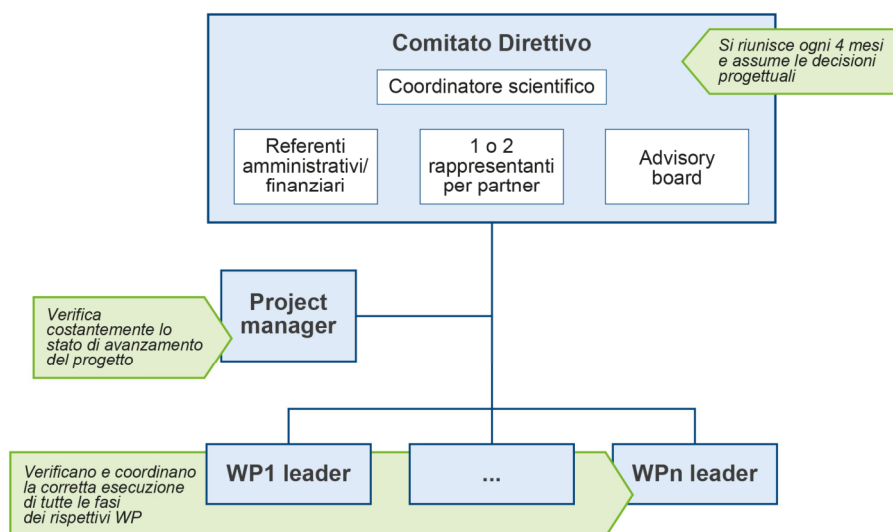 Comitato Direttivo
Si riunisce ogni 4 mesi
e assume le decisioni
progettuali
Coordinatore scientifico
Referenti
amministrativi/
finanziari
1 o 2
rappresentanti
per partner
Advisory
board
Project
manager
Verifica
costantemente lo
stato di avanzamento
del progetto
Verificano e coordinano
la corretta esecuzione
di tutte le fasi
dei rispettivi WP
WP1 leader
...
WPn leader